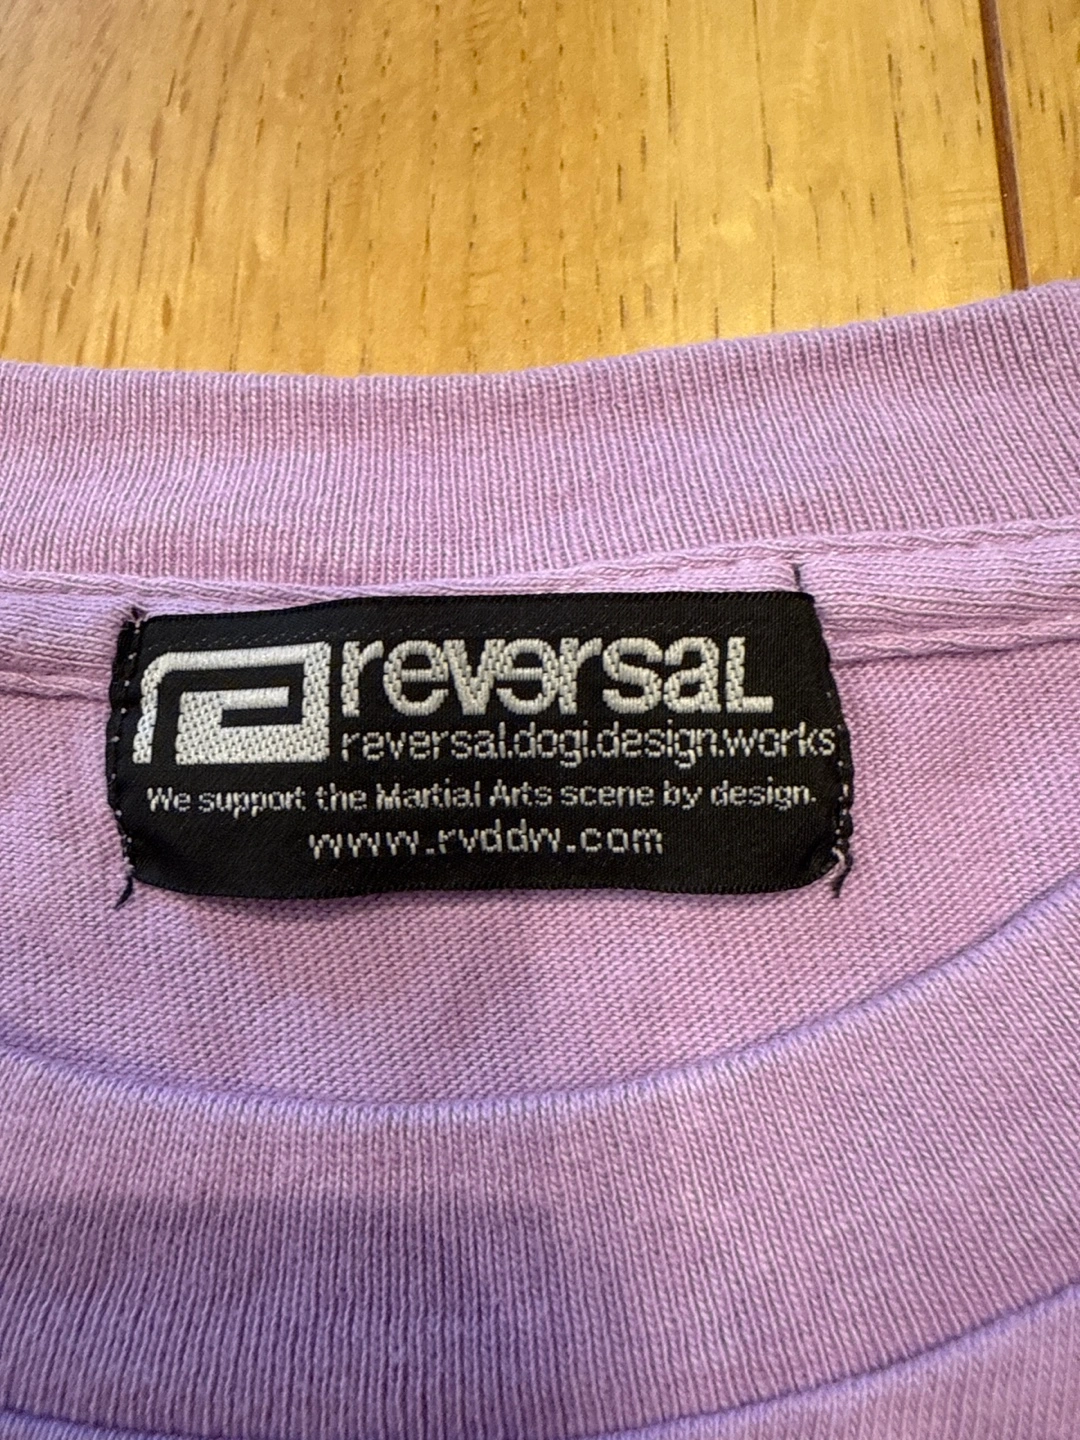 reversaL
reversal.dogi.design.works
We support the Martial Arts scene by design.
www.rvddw.com